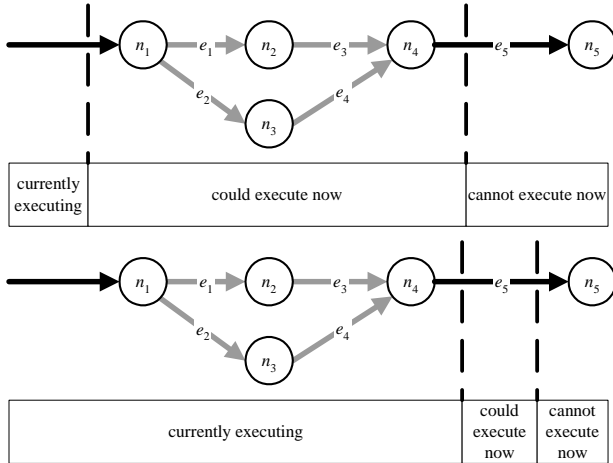 n1 e1 n2 e3 n4 e5 n5
e2 n3 e4
currently executing
could execute now
cannot execute now
n1 e1 n2 e3 n4 e5 n5
e2 n3 e4
currently executing
could execute now
cannot execute now